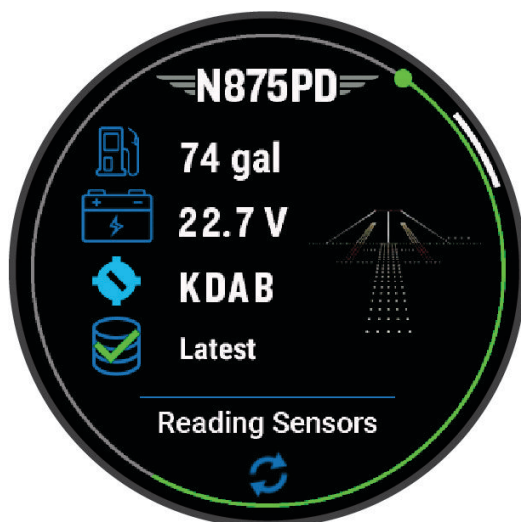 N875PD
74 gal
22.7 V
KDAB
Latest
Reading Sensors